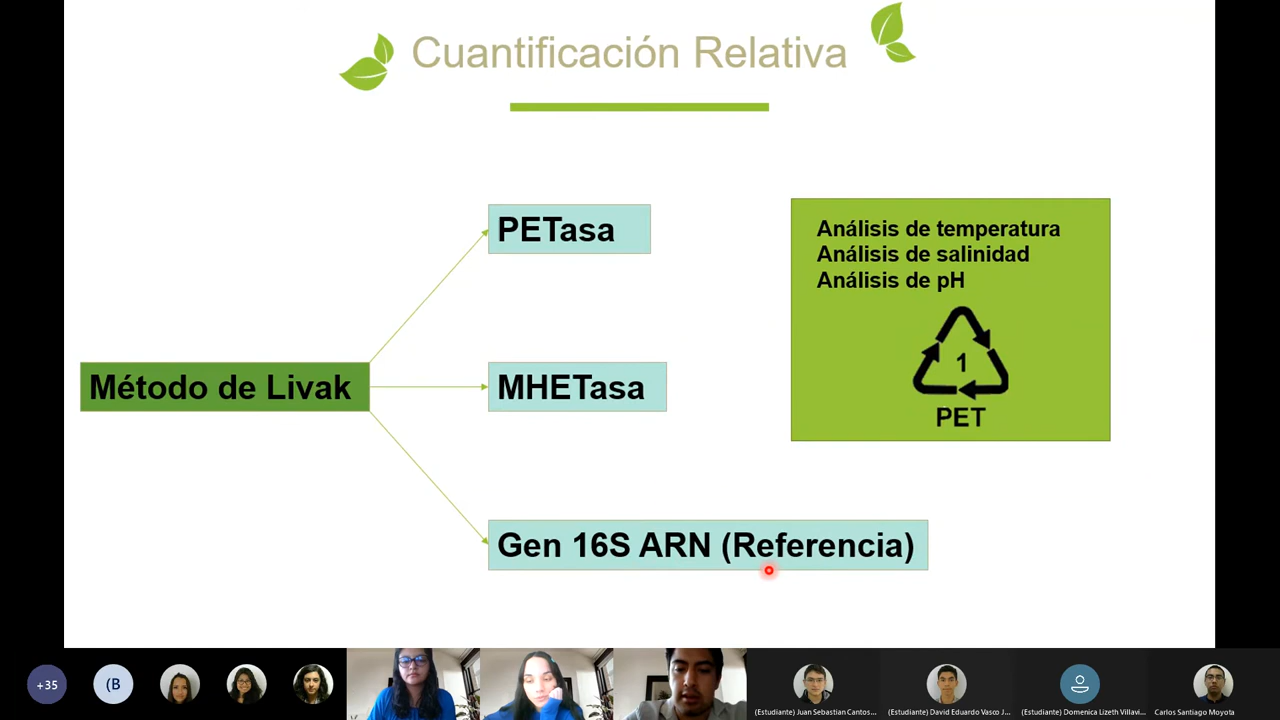 Cuantificación Relativa
PETasa
Análisis de temperatura
Análisis de salinidad
Análisis de pH
1
PET
Método de Livak
MHETasa
Gen 16S ARN (Referencia)
+35
(B
(Estudiante) Juan Sebastian Cantos...
(Estudiante) David Eduardo Vasco J...
(Estudiante) Domenica Lizeth Villavi...
Carlos Santiago Moyota